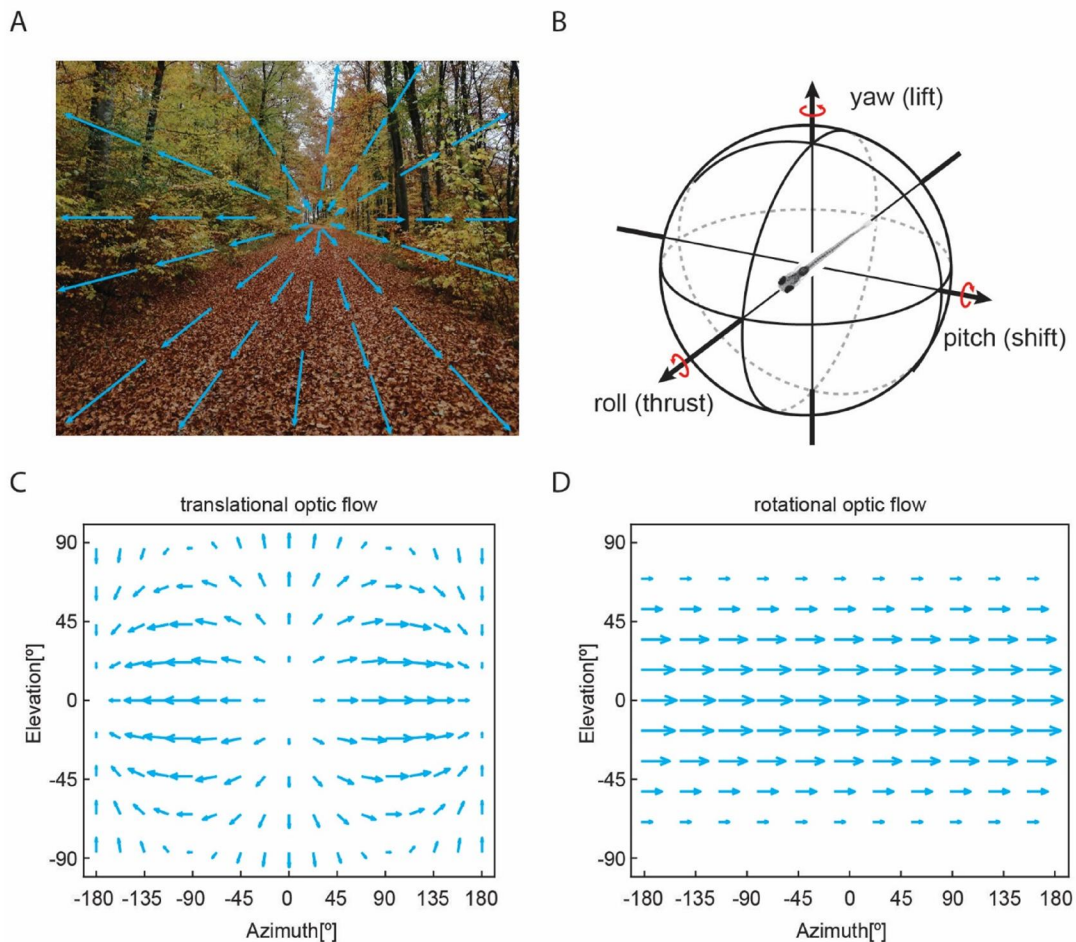 A
B
yaw (lift)
pitch (shift)
roll (thrust)
C
translational optic flow
Elevation[º]
90
45
0
-45
-90
-180 -135 -90 -45 0 45 90 135 180
Azimuth[º]
D
rotational optic flow
Elevation[º]
90
45
0
-45
-90
-180 -135 -90 -45 0 45 90 135 180
Azimuth[º]